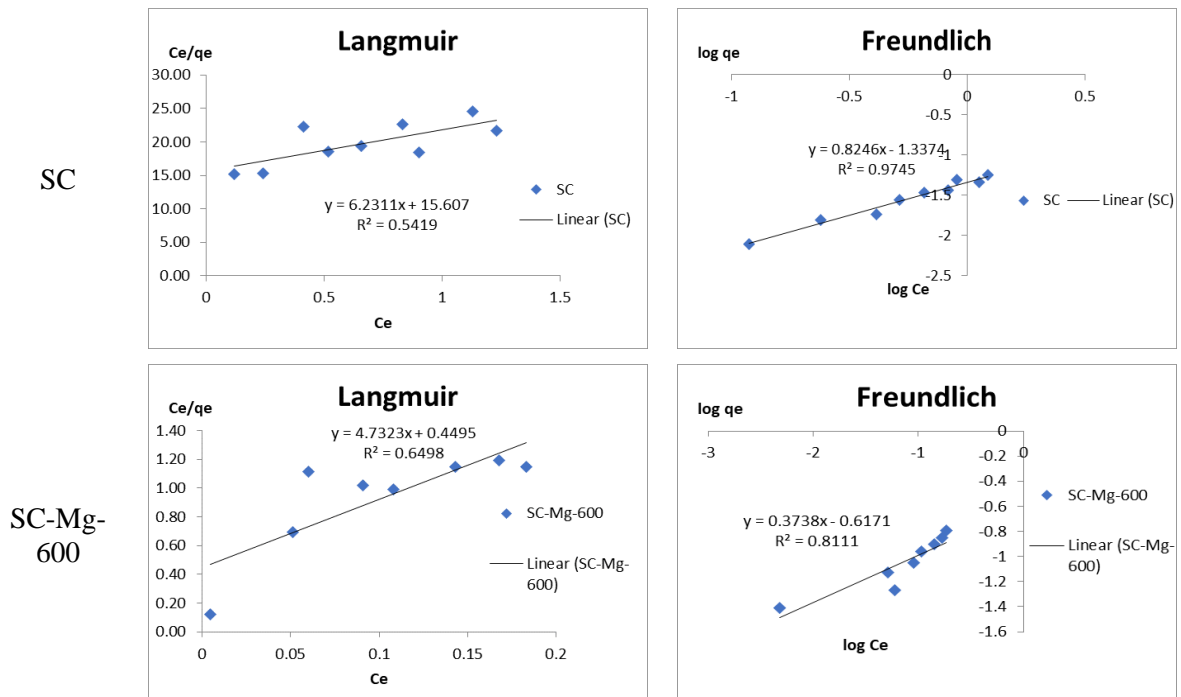 SC
Langmuir
Ce/qe
30.00
25.00
20.00
15.00
10.00
5.00
0.00
0
0.5
1
1.5
Ce
y = 6.2311x + 15.607
R² = 0.5419
SC
Linear (SC)
Freundlich
log qe
-1
-0.5
0
0.5
0
-0.5
-1
-1.5
-2
-2.5
y = 0.8246x - 1.3374
R² = 0.9745
SC
Linear (SC)
log Ce
SC-Mg-
600
Langmuir
Ce/qe
1.40
1.20
1.00
0.80
0.60
0.40
0.20
0.00
0
0.05
0.1
0.15
0.2
Ce
y = 4.7323x + 0.4495
R² = 0.6498
SC-Mg-600
Linear (SC-Mg-
600)
Freundlich
log qe
-3
-2
-1
0
0
-0.2
-0.4
-0.6
-0.8
-1
-1.2
-1.4
-1.6
y = 0.3738x - 0.6171
R² = 0.8111
SC-Mg-600
Linear (SC-Mg-
600)
log Ce